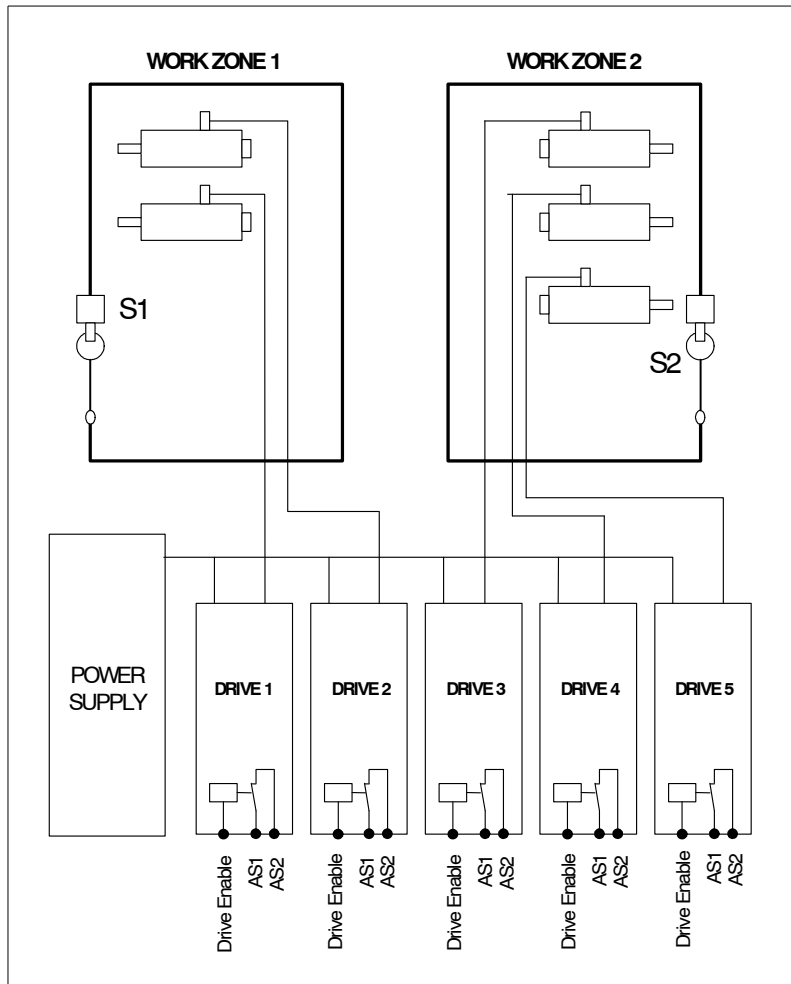 WORK ZONE 1
WORK ZONE 2
S1
S2
POWER
SUPPLY
DRIVE 1
DRIVE 2
DRIVE 3
DRIVE 4
DRIVE 5
Drive Enable
AS1
AS2
Drive Enable
AS1
AS2
Drive Enable
AS1
AS2
Drive Enable
AS1
AS2
Drive Enable
AS1
AS2